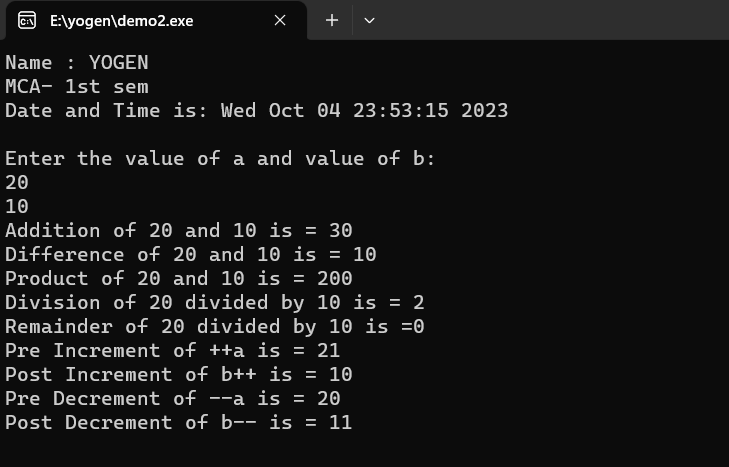 E:\yogen\demo2.exe
Name : YOGEN
MCA- 1st sem
Date and Time is: Wed Oct 04 23:53:15 2023
Enter the value of a and value of b:
20
10
Addition of 20 and 10 is = 30
Difference of 20 and 10 is = 10
Product of 20 and 10 is = 200
Division of 20 divided by 10 is = 2
Remainder of 20 divided by 10 is =0
Pre Increment of ++a is = 21
Post Increment of b++ is = 10
Pre Decrement of --a is = 20
Post Decrement of b-- is = 11